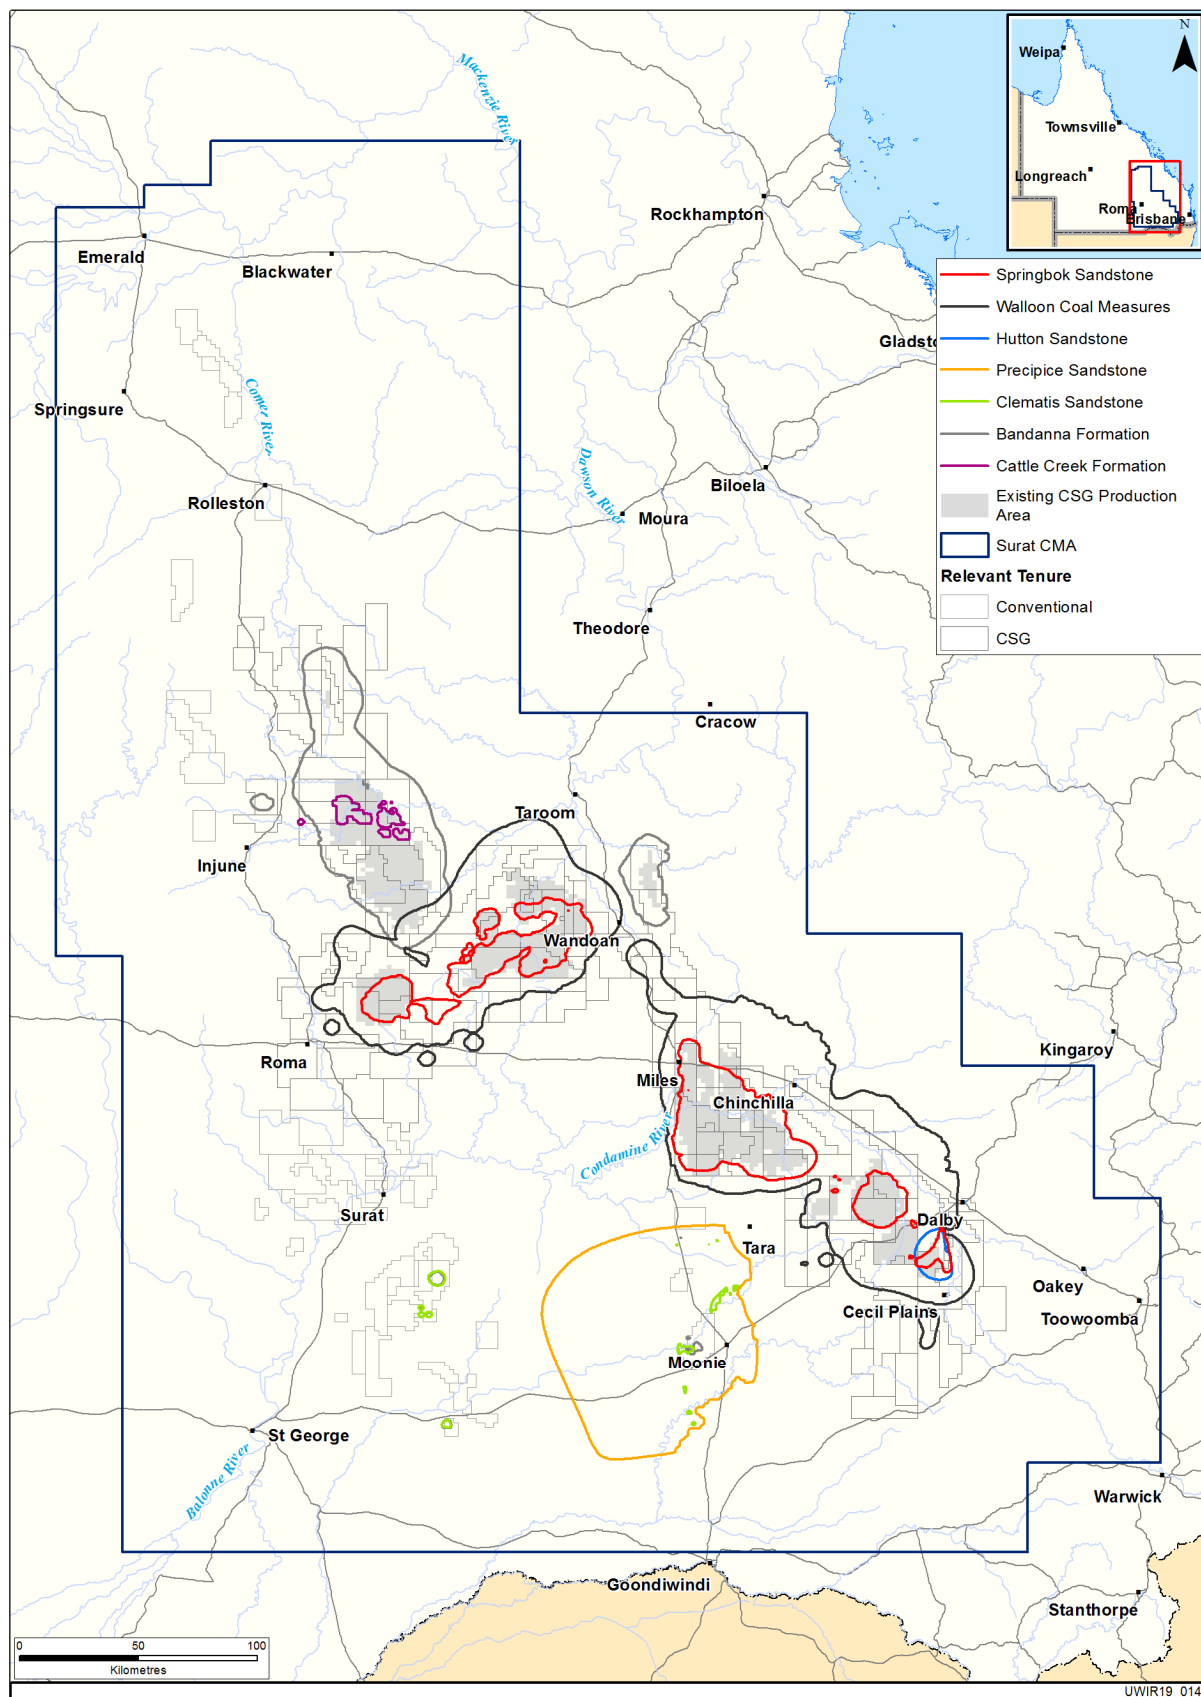 Mackenzie River
N
Weipa
Townsville
Longreach
Roma
Brisbane
Rockhampton
Emerald
Blackwater
Springbok Sandstone
Walloon Coal Measures
Hutton Sandstone
Precipice Sandstone
Clematis Sandstone
Bandanna Formation
Cattle Creek Formation
Existing CSG Production
Area
Surat CMA
Relevant Tenure
Conventional
CSG
Gladsto
Springsure
Comet River
Rolleston
Dawson River
Biloela
Moura
Theodore
Cracow
Taroom
Injune
Wandoan
Roma
Miles
Chinchilla
Kingaroy
Condamine River
Surat
Tara
Dalby
Oakey
Cecil Plains
Toowoomba
Moonie
St George
Balonne River
Warwick
Goondiwindi
Stanthorpe
0 50 100
Kilometres
UWIR19_014